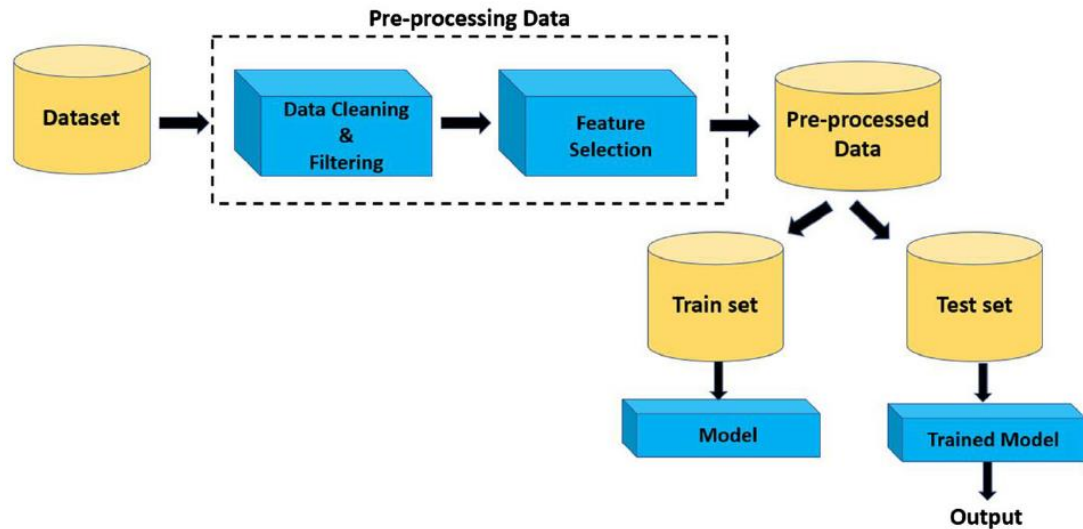 Pre-processing Data
Dataset
Data Cleaning
&
Filtering
Feature
Selection
Pre-processed
Data
Train set
Test set
Model
Trained Model
Output